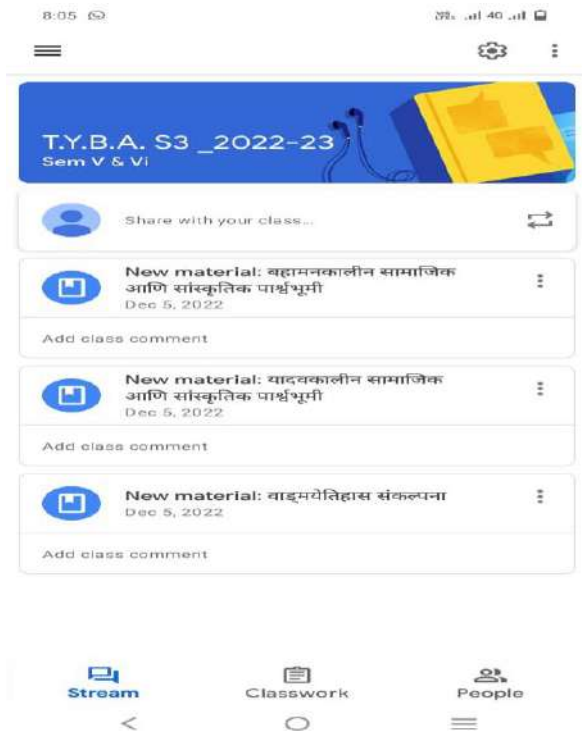 8:05
4G
T.Y.B.A. S3 _2022-23
Sem V & Vi
Share with your class...
New material: बहामनकालीन सामाजिक
आणि सांस्कृतिक पार्श्वभूमी
Dec 5, 2022
Add class comment
New material: यादवकालीन सामाजिक
आणि सांस्कृतिक पार्श्वभूमी
Dec 5, 2022
Add class comment
New material: वाङ्मयेतिहास संकल्पना
Dec 5, 2022
Add class comment
Stream Classwork People